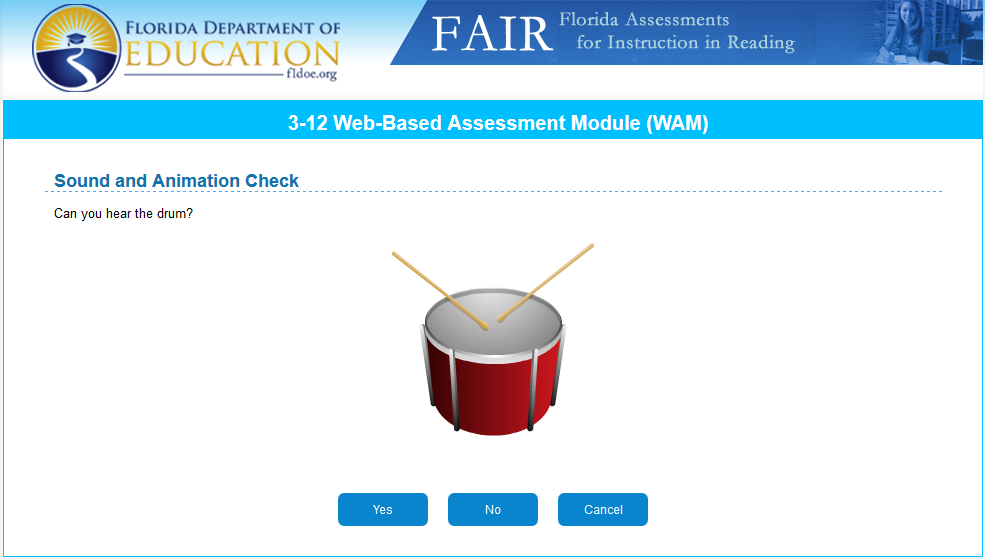 FLORIDA DEPARTMENT OF
EDUCATION
fldoe.org
FAIR
Florida Assessments
for Instruction in Reading
3-12 Web-Based Assessment Module (WAM)
Sound and Animation Check
Can you hear the drum?
Yes
No
Cancel